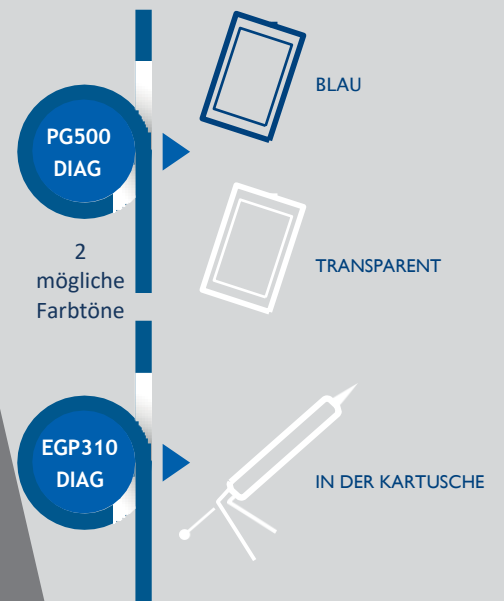 BLAU
PG500
DIAG
2
mögliche
Farbtöne
TRANSPARENT
EGP310
DIAG
IN DER KARTUSCHE